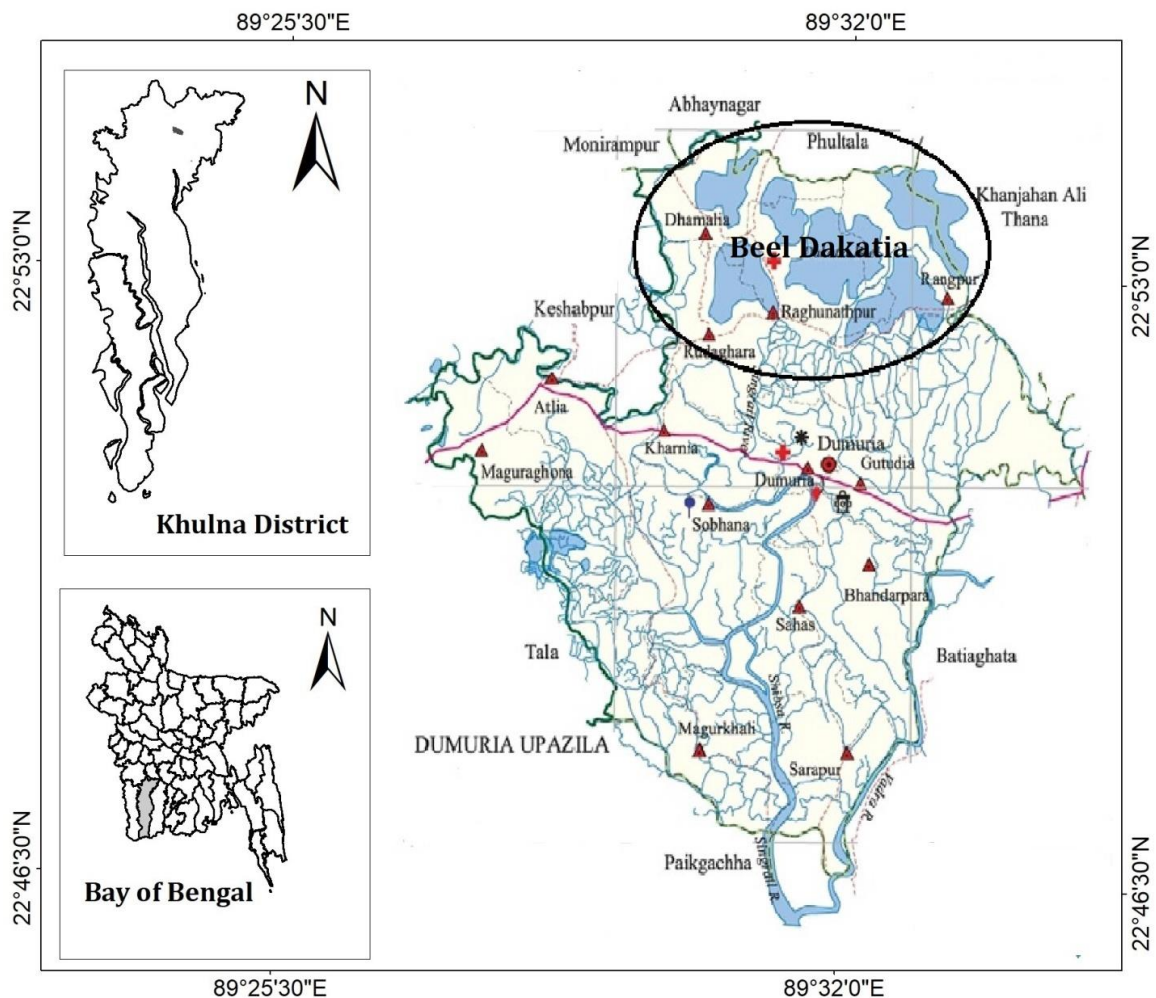 89°25'30"E
89°32'0"E
22°53'0"N
22°53'0"N
N
Khulna District
N
Bay of Bengal
Abhaynagar
Monirampur
Phultala
Khanjahan Ali
Thana
Dhamalia
Beel Dakatia
Rangpur
Keshabpur
Raghunathpur
Rudaghara
Atlia
Kharnia
Dumuria
Maguraghona
Dumuria
Gutudia
Sobhana
Bhandarpara
Sahas
Tala
Batiaghata
Magurkhali
DUMURIA UPAZILA
Sarapur
Paikgachha
22°46'30"N
22°46'30"N
89°25'30"E
89°32'0"E